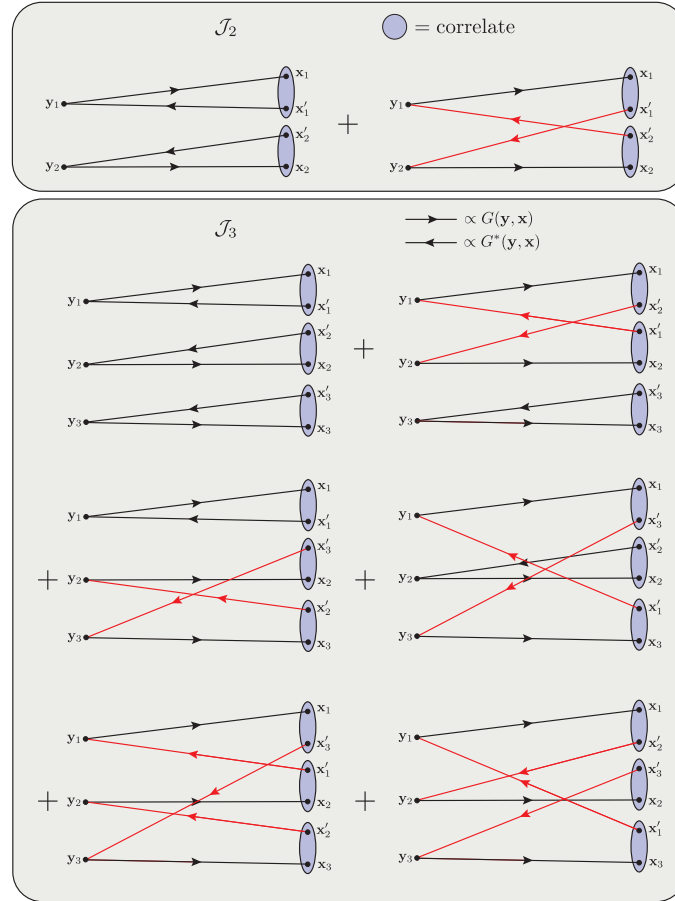 𝒥₂ = correlate
x₁ x₁
y₁ x′₁ y₁ x′₁
+
x′₂ x′₂
y₂ x₂ y₂ x₂
𝒥₃ ∝ G(y, x)
∝ G*(y, x)
x₁ x₁
y₁ x′₁ y₁ x′₂
x′₂ x′₁
+
y₂ x₂ y₂ x₂
x′₃ x′₃
y₃ x₃ y₃ x₃
x₁ x₁
y₁ x′₁ y₁ x′₃
x′₃ x′₂
+ y₂ x₂ + y₂ x₂
x′₂ x′₁
y₃ x₃ y₃ x₃
x₁ x₁
y₁ x′₃ y₁ x′₂
x′₁ x′₃
+ y₂ x₂ + y₂ x₂
x′₂ x′₁
y₃ x₃ y₃ x₃